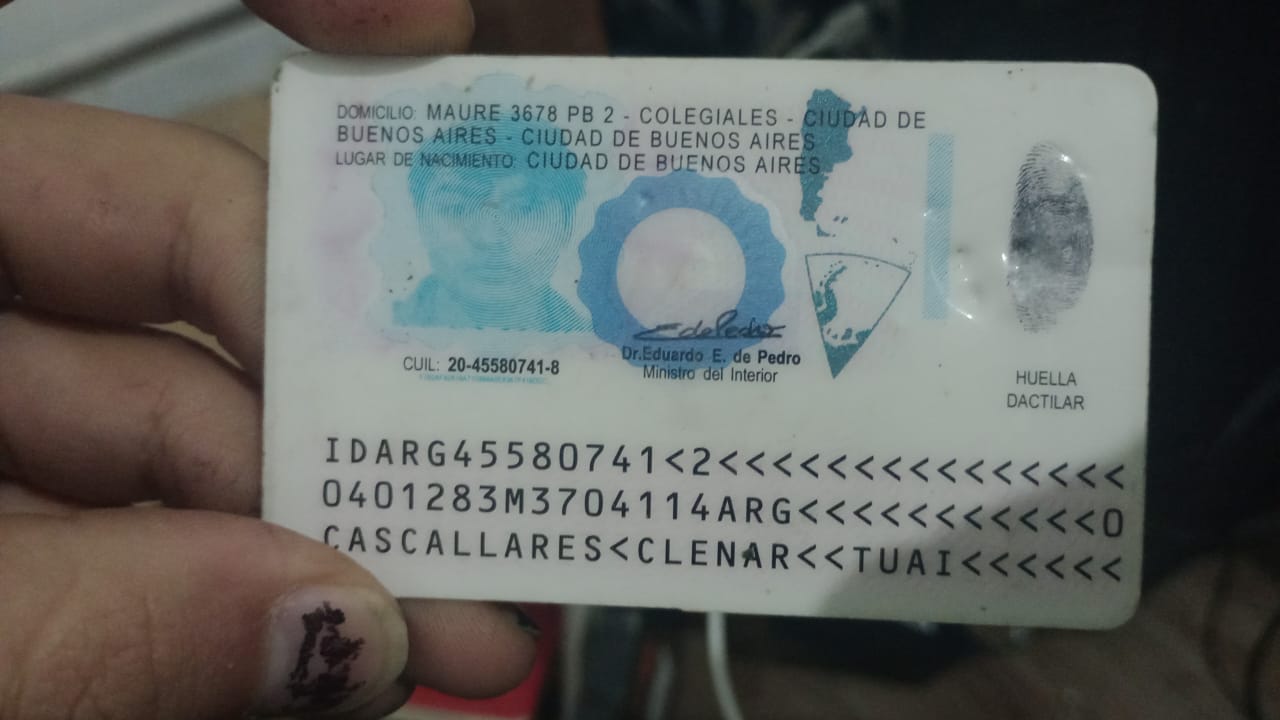 DOMICILIO: MAURE 3678 PB 2 - COLEGIALES - CIUDAD DE
BUENOS AIRES - CIUDAD DE BUENOS AIRES
LUGAR DE NACIMIENTO: CIUDAD DE BUENOS AIRES
CUIL: 20-45580741-8
EdePedro
Dr.Eduardo E. de Pedro
Ministro del Interior
HUELLA
DACTILAR
IDARG45580741<2<<<<<<<<<<<<<<<
0401283M3704114ARG<<<<<<<<<<<0
CASCALLARES<CLENAR<<TUAI<<<<<<